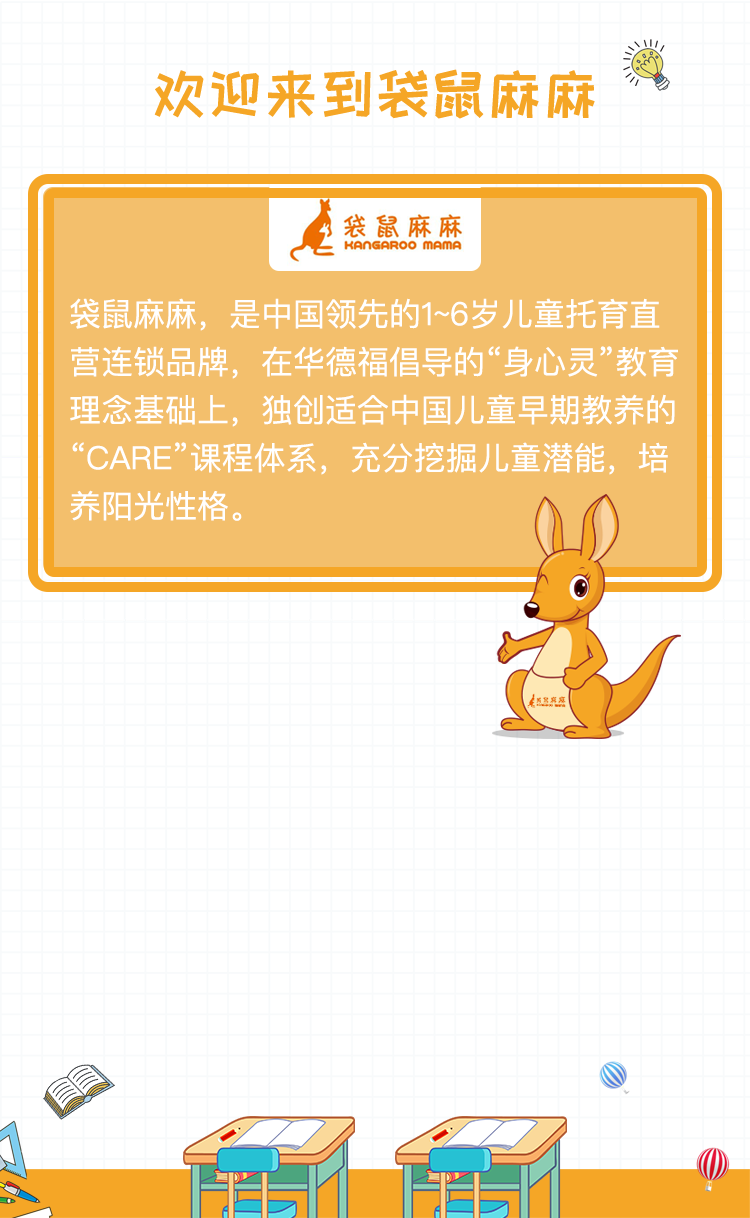 欢迎来到袋鼠麻麻
袋鼠麻麻
KANGAROO MAMA
袋鼠麻麻，是中国领先的1~6岁儿童托育直
营连锁品牌，在华德福倡导的“身心灵”教育
理念基础上，独创适合中国儿童早期教养的
“CARE”课程体系，充分挖掘儿童潜能，培
养阳光性格。
袋鼠麻麻
KANGAROO MAMA